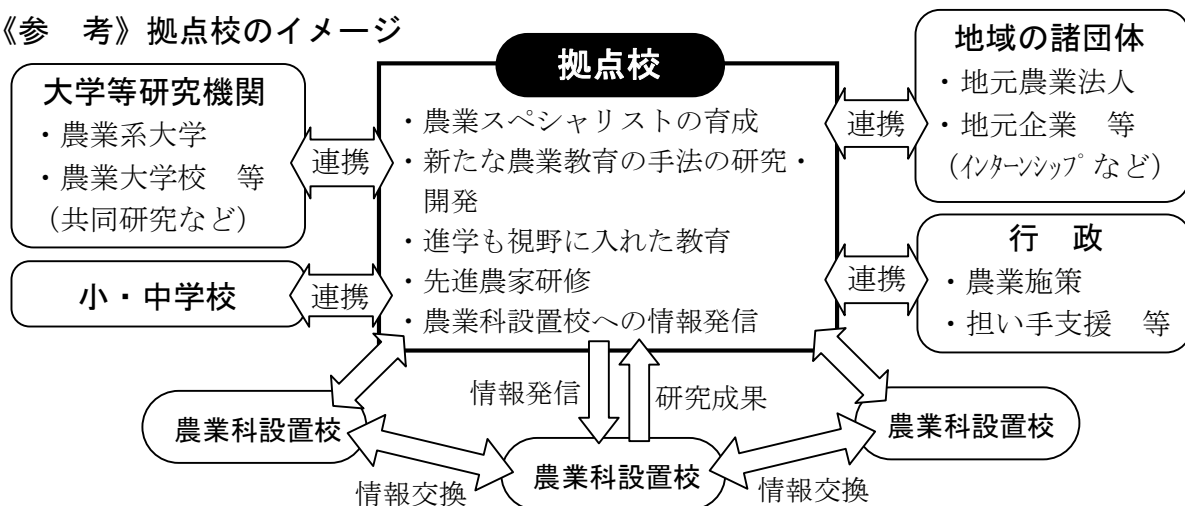 《参　考》拠点校のイメージ
大学等研究機関
・農業系大学
・農業大学校　等
（共同研究など）
連携
小・中学校
連携
拠点校
・農業スペシャリストの育成
・新たな農業教育の手法の研究・
開発
・進学も視野に入れた教育
・先進農家研修
・農業科設置校への情報発信
連携
地域の諸団体
・地元農業法人
・地元企業　等
（ｲﾝﾀｰﾝｼｯﾌﾟなど）
連携
行　政
・農業施策
・担い手支援　等
情報発信
研究成果
農業科設置校
農業科設置校
農業科設置校
情報交換
情報交換